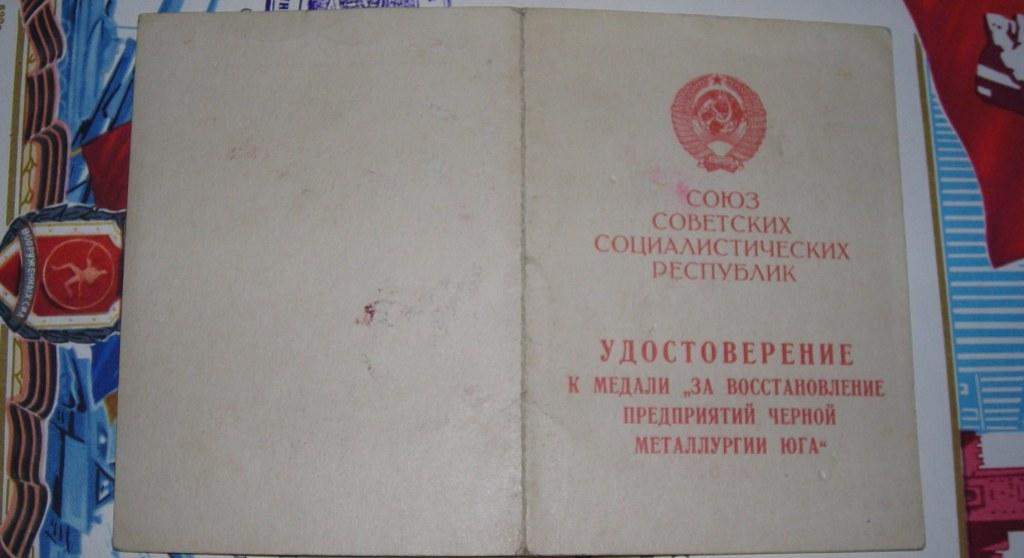 СОЮЗ
СОВЕТСКИХ
СОЦИАЛИСТИЧЕСКИХ
РЕСПУБЛИК
УДОСТОВЕРЕНИЕ
К МЕДАЛИ „ЗА ВОССТАНОВЛЕНИЕ
ПРЕДПРИЯТИЙ ЧЕРНОЙ
МЕТАЛЛУРГИИ ЮГА“